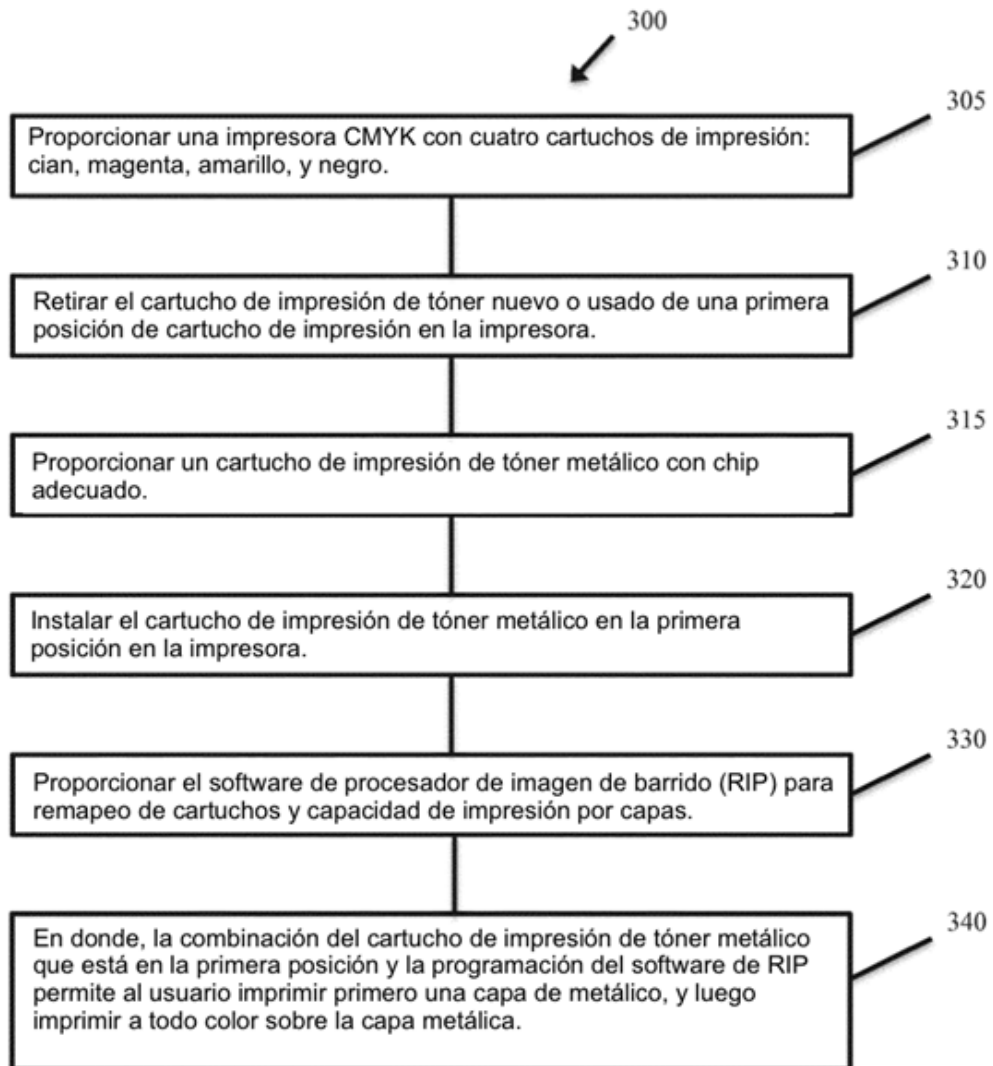 300
305
Proporcionar una impresora CMYK con cuatro cartuchos de impresión:
cian, magenta, amarillo, y negro.
310
Retirar el cartucho de impresión de tóner nuevo o usado de una primera
posición de cartucho de impresión en la impresora.
315
Proporcionar un cartucho de impresión de tóner metálico con chip
adecuado.
320
Instalar el cartucho de impresión de tóner metálico en la primera
posición en la impresora.
330
Proporcionar el software de procesador de imagen de barrido (RIP) para
remapeo de cartuchos y capacidad de impresión por capas.
340
En donde, la combinación del cartucho de impresión de tóner metálico
que está en la primera posición y la programación del software de RIP
permite al usuario imprimir primero una capa de metálico, y luego
imprimir a todo color sobre la capa metálica.